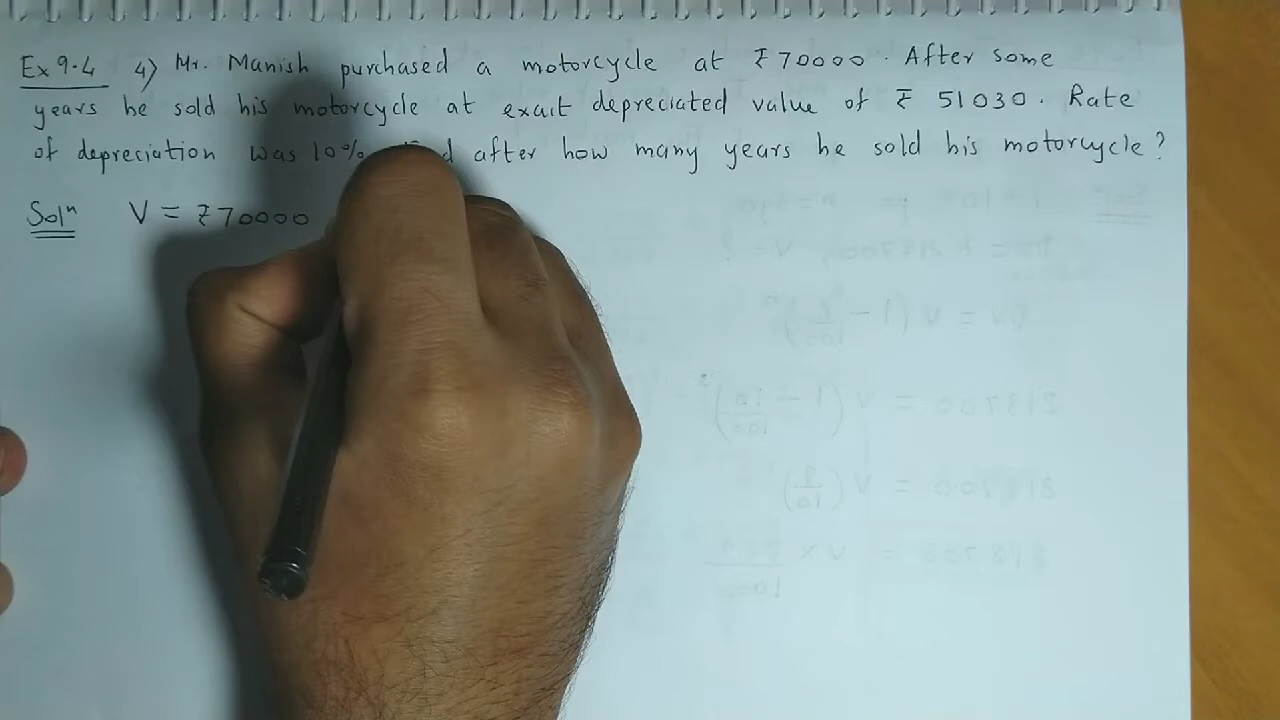 Ex 9.4 4) Mr. Manish purchased a motorcycle at ₹70000. After some
years he sold his motorcycle at exact depreciated value of ₹ 51030. Rate
of depreciation was 10% after how many years he sold his motorcycle?
Solⁿ V = ₹70000